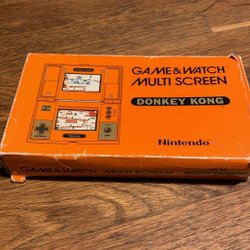 GAME&WATCH
MULTI SCREEN
DONKEY KONG
Nintendo
GAME&WATCH MULTI SCREEN